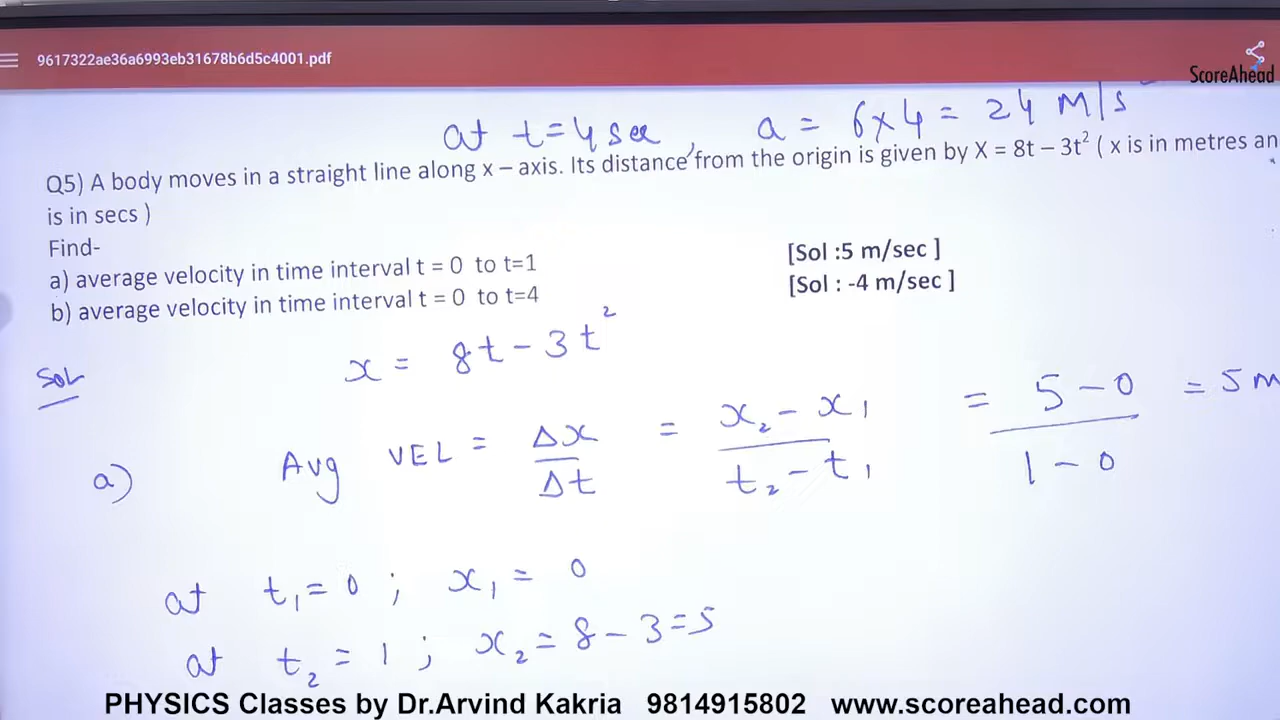 9617322ae36a6993eb31678b6d5c4001.pdf
ScoreAhead
at t=4 sec, a = 6x4 = 24 M/s
Q5) A body moves in a straight line along x – axis. Its distance from the origin is given by X = 8t – 3t² ( x is in metres an
is in secs )
Find-
a) average velocity in time interval t = 0 to t=1 [Sol :5 m/sec ]
b) average velocity in time interval t = 0 to t=4 [Sol : -4 m/sec ]
x = 8t - 3t²
Sol
a) Avg VEL = Δx/Δt = (x₂ - x₁)/(t₂ - t₁) = (5 - 0)/(1 - 0) = 5 m
at t₁ = 0 ; x₁ = 0
at t₂ = 1 ; x₂ = 8 - 3 = 5
PHYSICS Classes by Dr.Arvind Kakria 9814915802 www.scoreahead.com